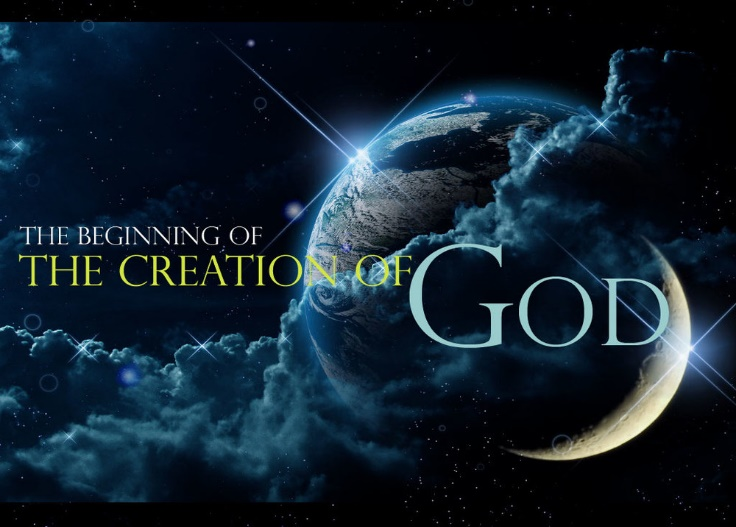 THE BEGINNING OF
THE CREATION OF GOD